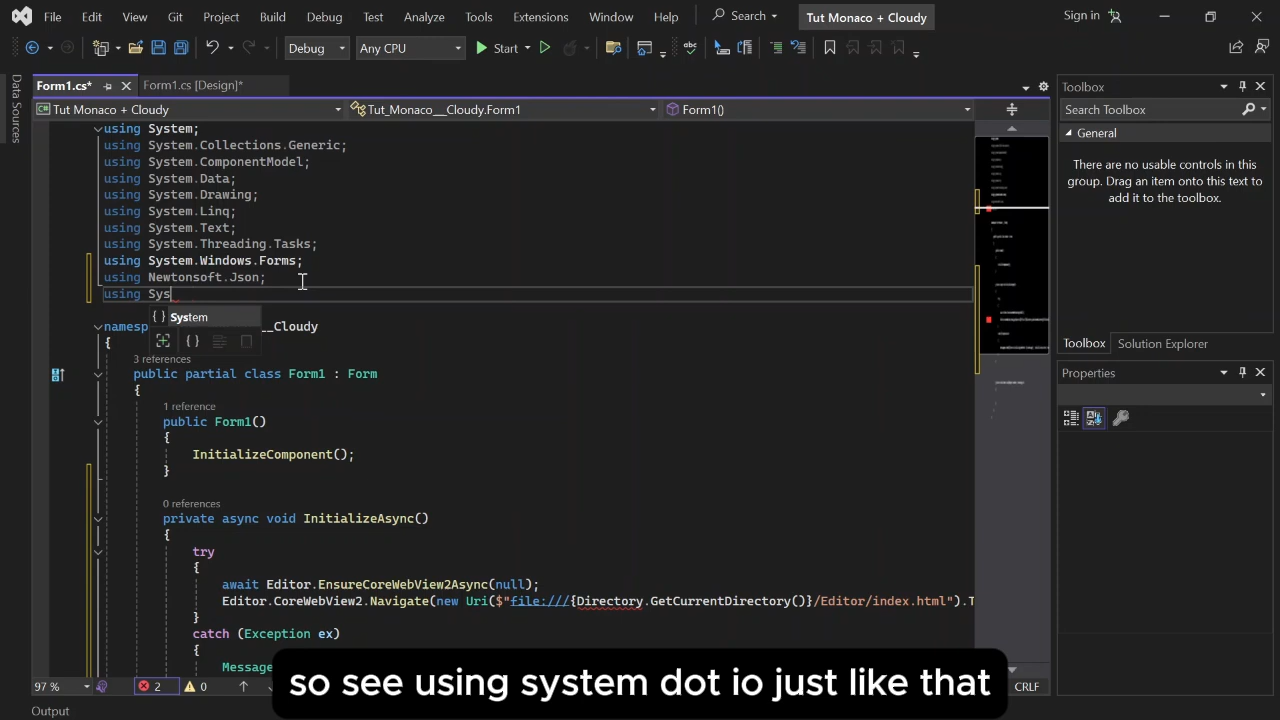 File Edit View Git Project Build Debug Test Analyze Tools Extensions Window Help Search Tut Monaco + Cloudy Sign in
Debug Any CPU Start
Data Sources
Form1.cs* Form1.cs [Design]*
Tut Monaco + Cloudy Tut_Monaco__Cloudy.Form1 Form1()
using System;
using System.Collections.Generic;
using System.ComponentModel;
using System.Data;
using System.Drawing;
using System.Linq;
using System.Text;
using System.Threading.Tasks;
using System.Windows.Forms;
using Newtonsoft.Json;
using Sys
{ } System
namesp __Cloudy
{
3 references
public partial class Form1 : Form
{
1 reference
public Form1()
{
InitializeComponent();
}
0 references
private async void InitializeAsync()
{
try
{
await Editor.EnsureCoreWebView2Async(null);
Editor.CoreWebView2.Navigate(new Uri($"file:///{Directory.GetCurrentDirectory()}/Editor/index.html").T
}
catch (Exception ex)
{
Messag
97 % 2 0 CRLF
Output
Toolbox
Search Toolbox
General
There are no usable controls in this
group. Drag an item onto this text to
add it to the toolbox.
Toolbox Solution Explorer
Properties
so see using system dot io just like that